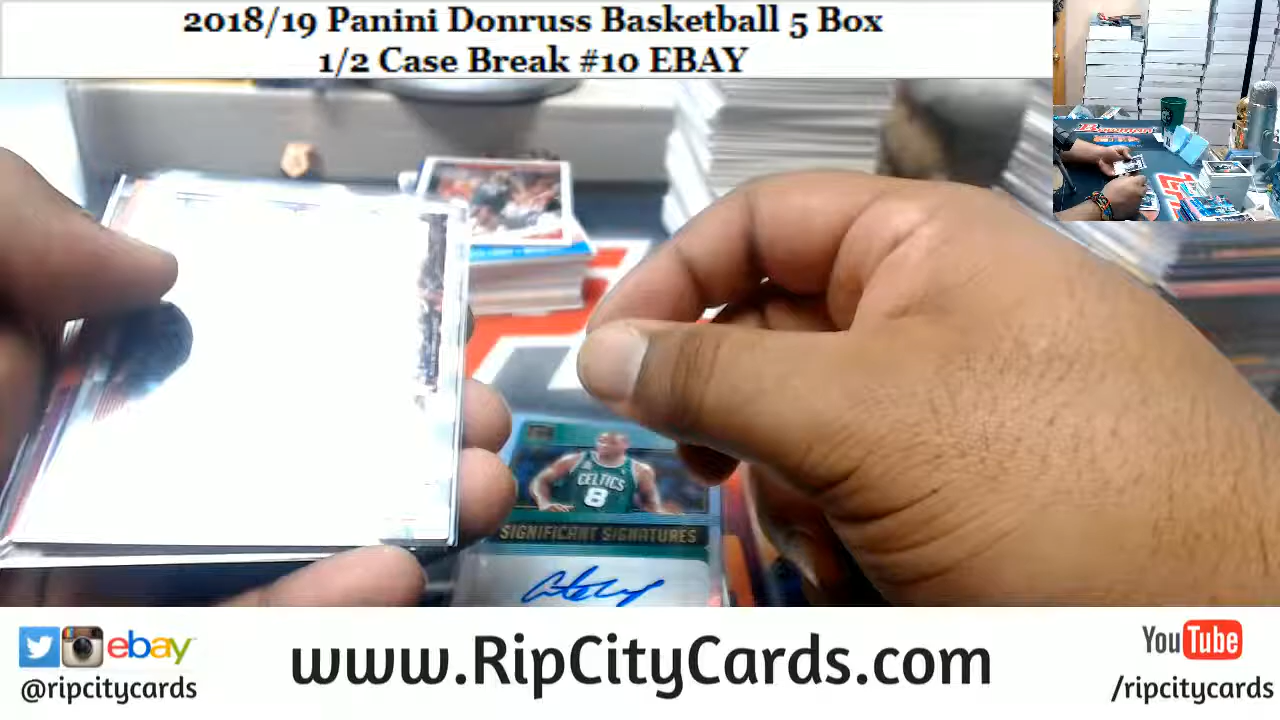 2018/19 Panini Donruss Basketball 5 Box
1/2 Case Break #10 EBAY
CELTICS
8
SIGNIFICANT SIGNATURES
ebay
@ripcitycards
www.RipCityCards.com
YouTube
/ripcitycards